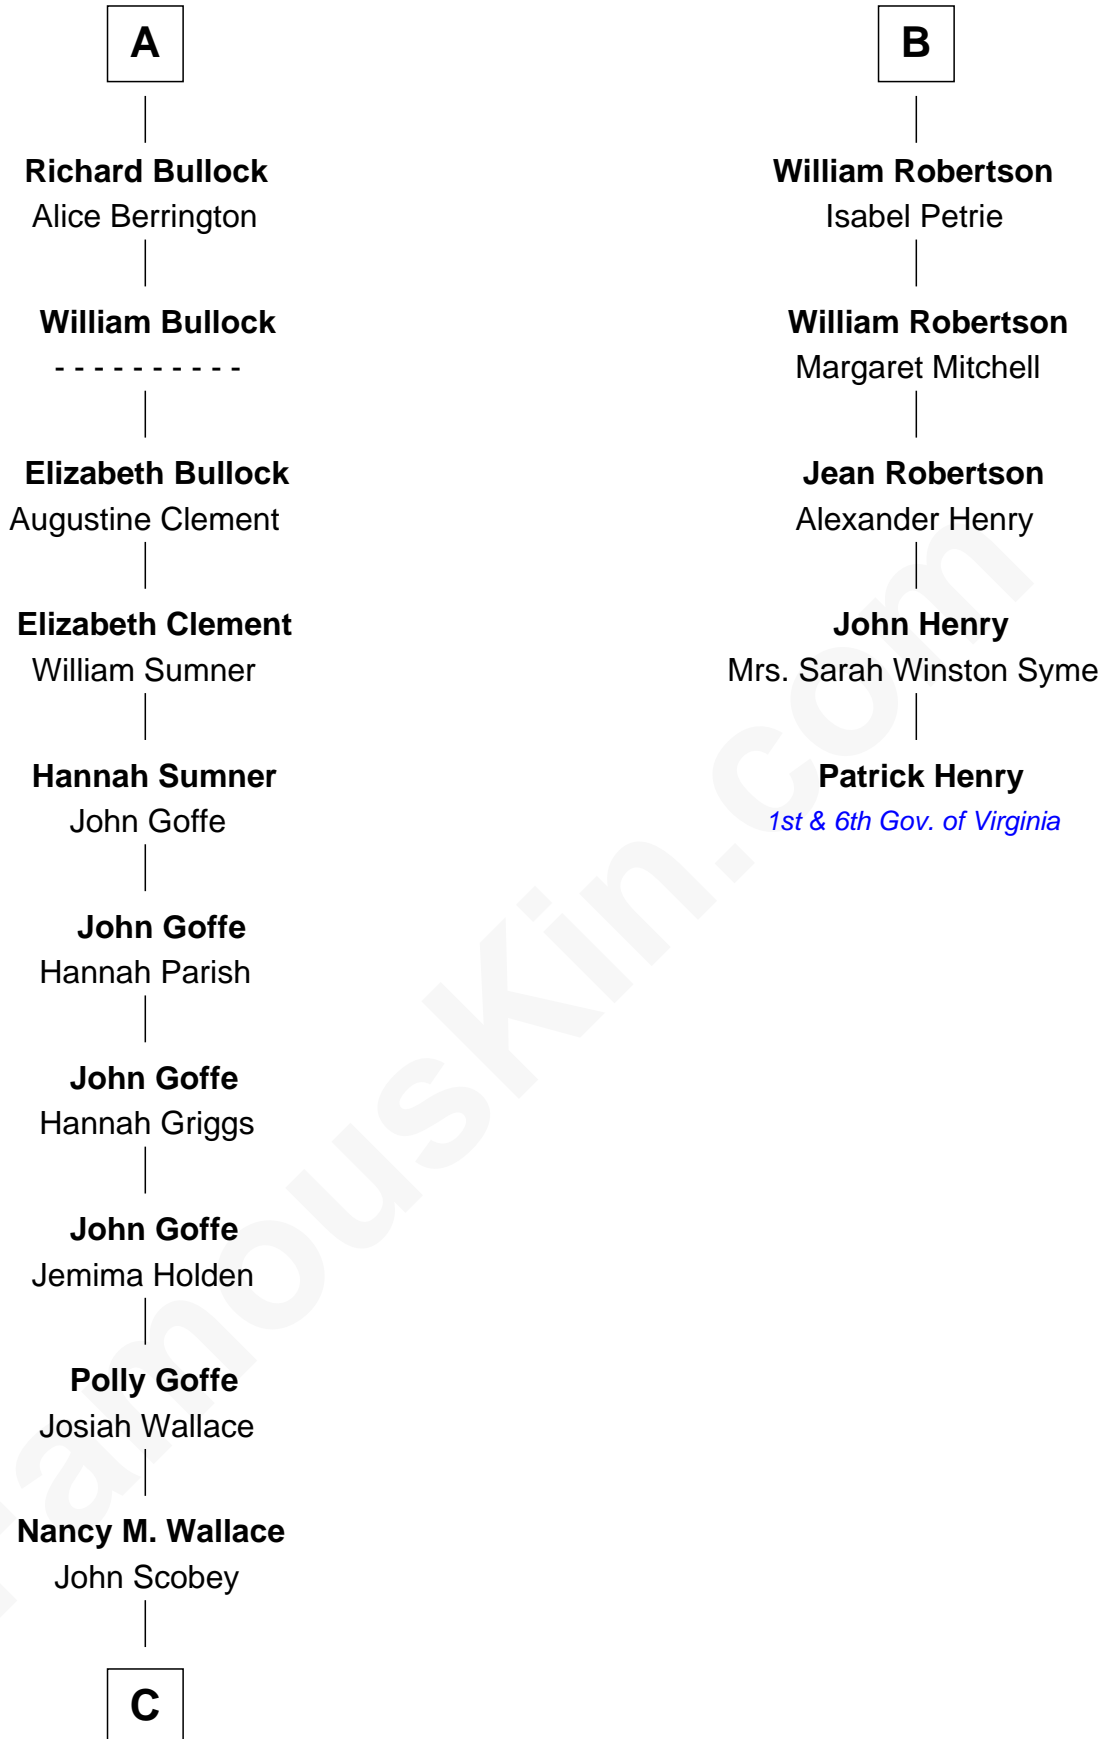 A
Richard Bullock
Alice Berrington
William Bullock
- - - - - - - - - -
Elizabeth Bullock
Augustine Clement
Elizabeth Clement
William Sumner
Hannah Sumner
John Goffe
John Goffe
Hannah Parish
John Goffe
Hannah Griggs
John Goffe
Jemima Holden
Polly Goffe
Josiah Wallace
Nancy M. Wallace
John Scobey
C
B
William Robertson
Isabel Petrie
William Robertson
Margaret Mitchell
Jean Robertson
Alexander Henry
John Henry
Mrs. Sarah Winston Syme
Patrick Henry
1st & 6th Gov. of Virginia
FamousKin.com